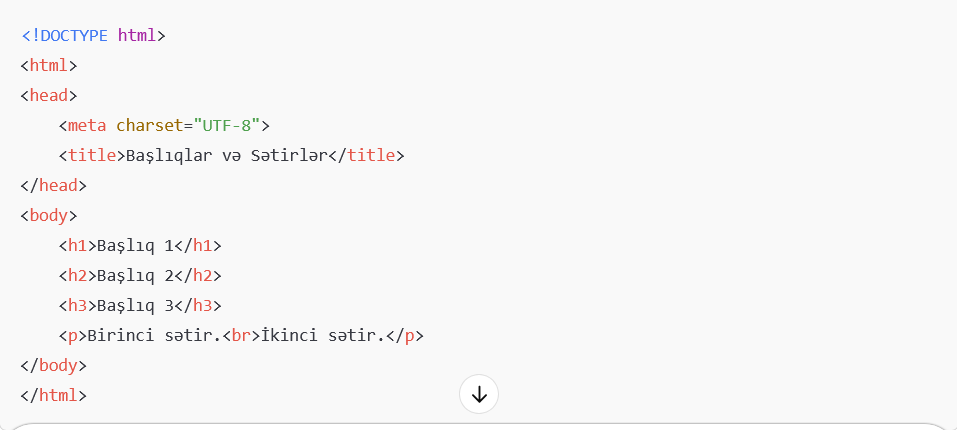 <!DOCTYPE html>
<html>
<head>
    <meta charset="UTF-8">
    <title>Başlıqlar və Sətirlər</title>
</head>
<body>
    <h1>Başlıq 1</h1>
    <h2>Başlıq 2</h2>
    <h3>Başlıq 3</h3>
    <p>Birinci sətir.<br>İkinci sətir.</p>
</body>
</html>